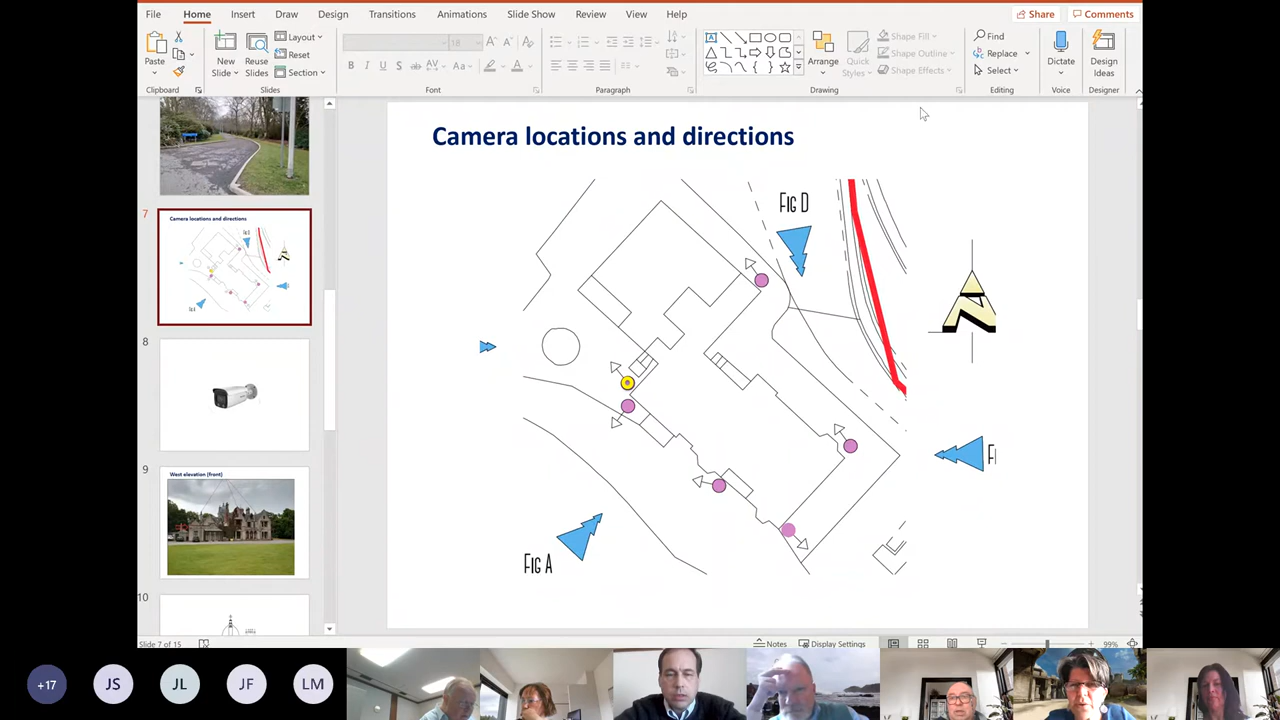 File Home Insert Draw Design Transitions Animations Slide Show Review View Help Share Comments
Paste
Clipboard
New Slide
Reuse Slides
Layout
Reset
Section
Slides
18
Font
Paragraph
Arrange
Quick Styles
Shape Fill
Shape Outline
Shape Effects
Drawing
Find
Replace
Select
Editing
Dictate
Voice
Design Ideas
Designer
7
Camera locations and directions
8
9
West elevation (front)
10
Camera locations and directions
Fig D
Fig A
Slide 7 of 15
Notes
Display Settings
99%
+17
JS
JL
JF
LM